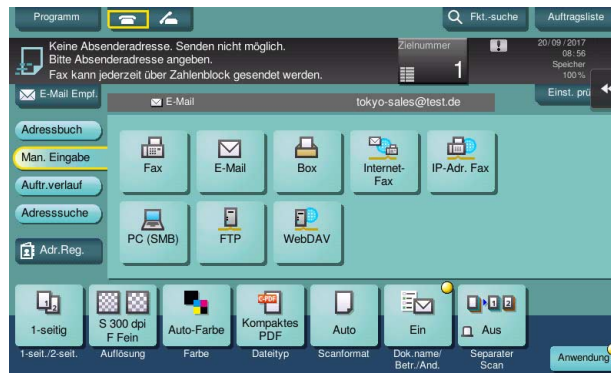 Programm
Fkt.-suche
Auftragsliste
Keine Absenderadresse. Senden nicht möglich.
Bitte Absenderadresse angeben.
Fax kann jederzeit über Zahlenblock gesendet werden.
Zielnummer
1
20/09/2017
08:56
Speicher
100%
E-Mail Empf.
E-Mail
tokyo-sales@test.de
Einst. prü
Adressbuch
Man. Eingabe
Auftr.verlauf
Adresssuche
Adr.Reg.
Fax
E-Mail
Box
Internet-
Fax
IP-Adr. Fax
PC (SMB)
FTP
WebDAV
1-seitig
S 300 dpi
F Fein
Auto-Farbe
Kompaktes
PDF
Auto
Ein
Aus
1-seit./2-seit.
Auflösung
Farbe
Dateityp
Scanformat
Dok.name/
Betr./And.
Separater
Scan
Anwendung